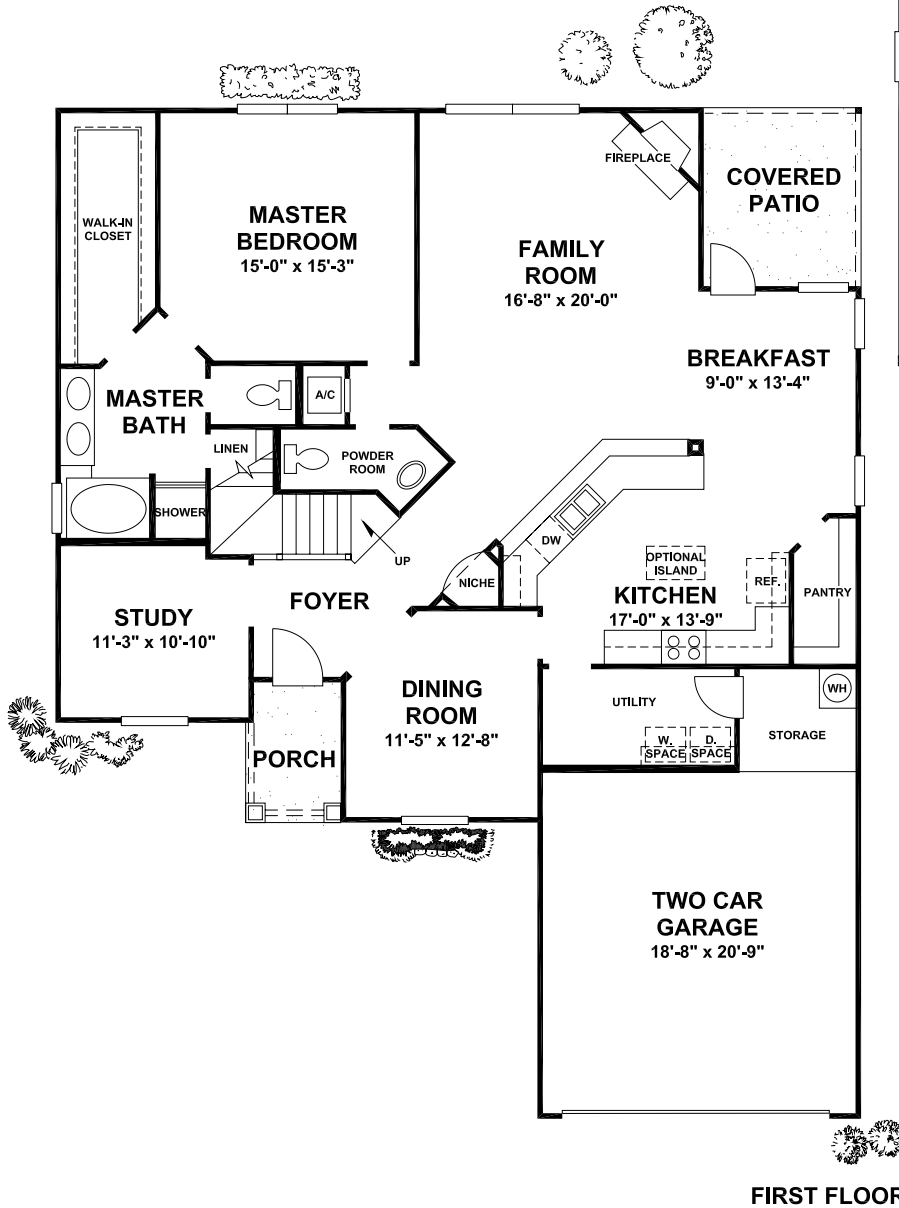 WALK-IN
CLOSET
MASTER
BEDROOM
15'-0" x 15'-3"
FAMILY
ROOM
16'-8" x 20'-0"
FIREPLACE
COVERED
PATIO
BREAKFAST
9'-0" x 13'-4"
MASTER
BATH
A/C
LINEN
POWDER
ROOM
SHOWER
UP
DW
NICHE
OPTIONAL
ISLAND
REF.
KITCHEN
17'-0" x 13'-9"
PANTRY
STUDY
11'-3" x 10'-10"
FOYER
DINING
ROOM
11'-5" x 12'-8"
PORCH
UTILITY
WH
W.
SPACE
D.
SPACE
STORAGE
TWO CAR
GARAGE
18'-8" x 20'-9"
FIRST FLOOR